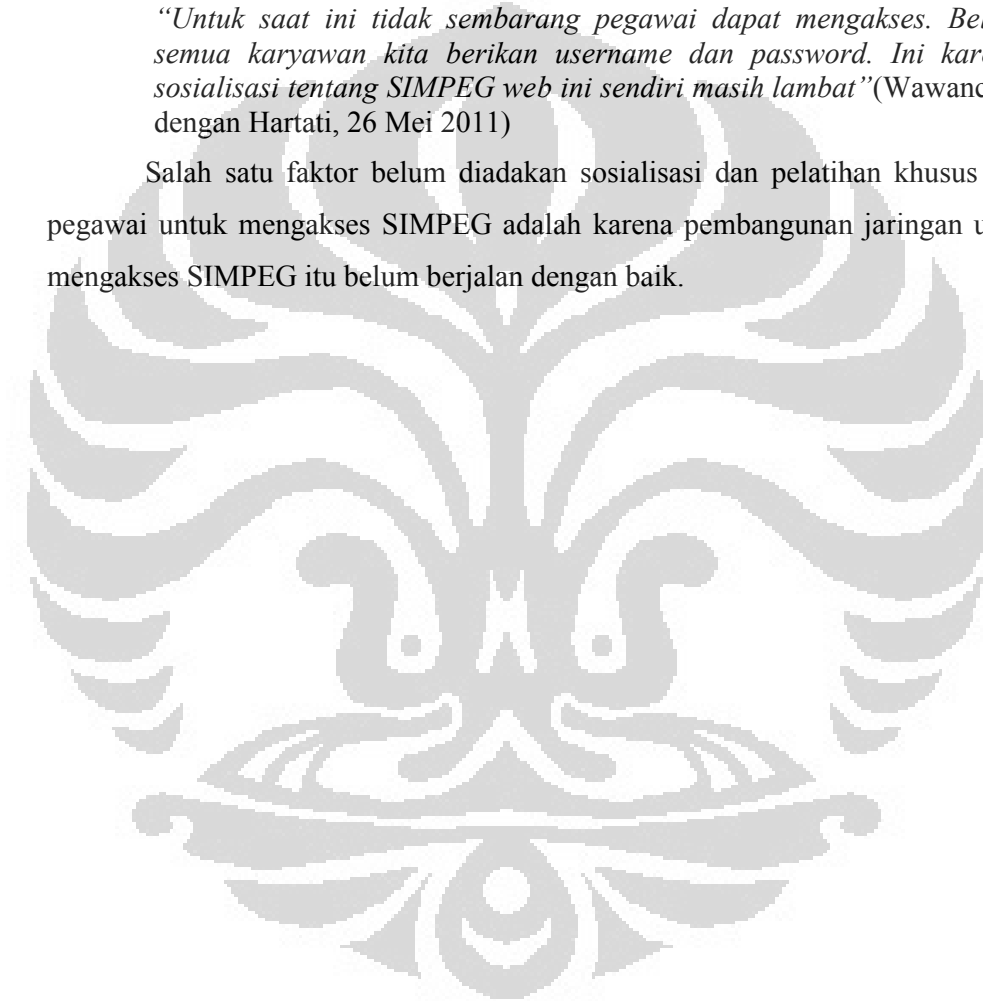 “Untuk saat ini tidak sembarang pegawai dapat mengakses. Bel
semua karyawan kita berikan username dan password. Ini kar
sosialisasi tentang SIMPEG web ini sendiri masih lambat”(Wawanc
dengan Hartati, 26 Mei 2011)
Salah satu faktor belum diadakan sosialisasi dan pelatihan khusus
pegawai untuk mengakses SIMPEG adalah karena pembangunan jaringan u
mengakses SIMPEG itu belum berjalan dengan baik.